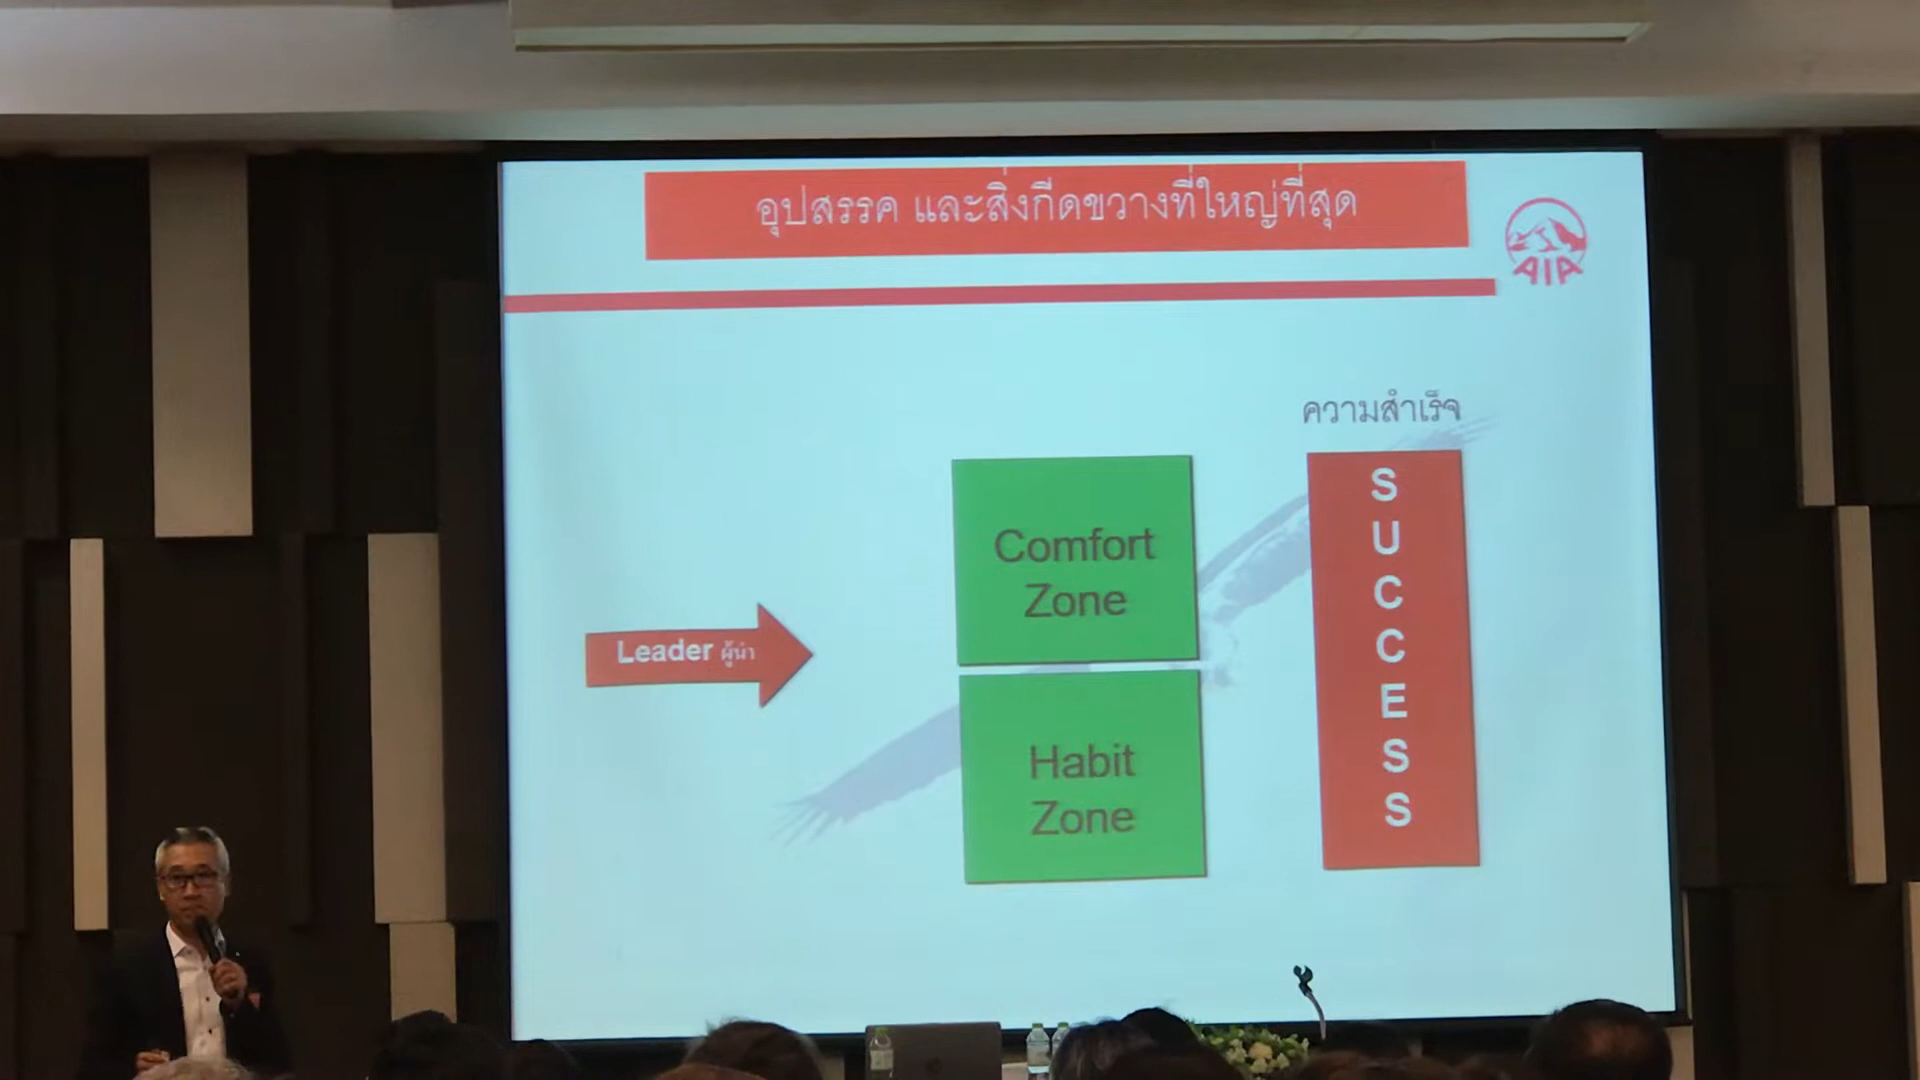 อุปสรรค และสิ่งกีดขวางที่ใหญ่ที่สุด
AIA
ความสำเร็จ
Comfort
Zone
Leader ผู้นำ
Habit
Zone
S
U
C
C
E
S
S